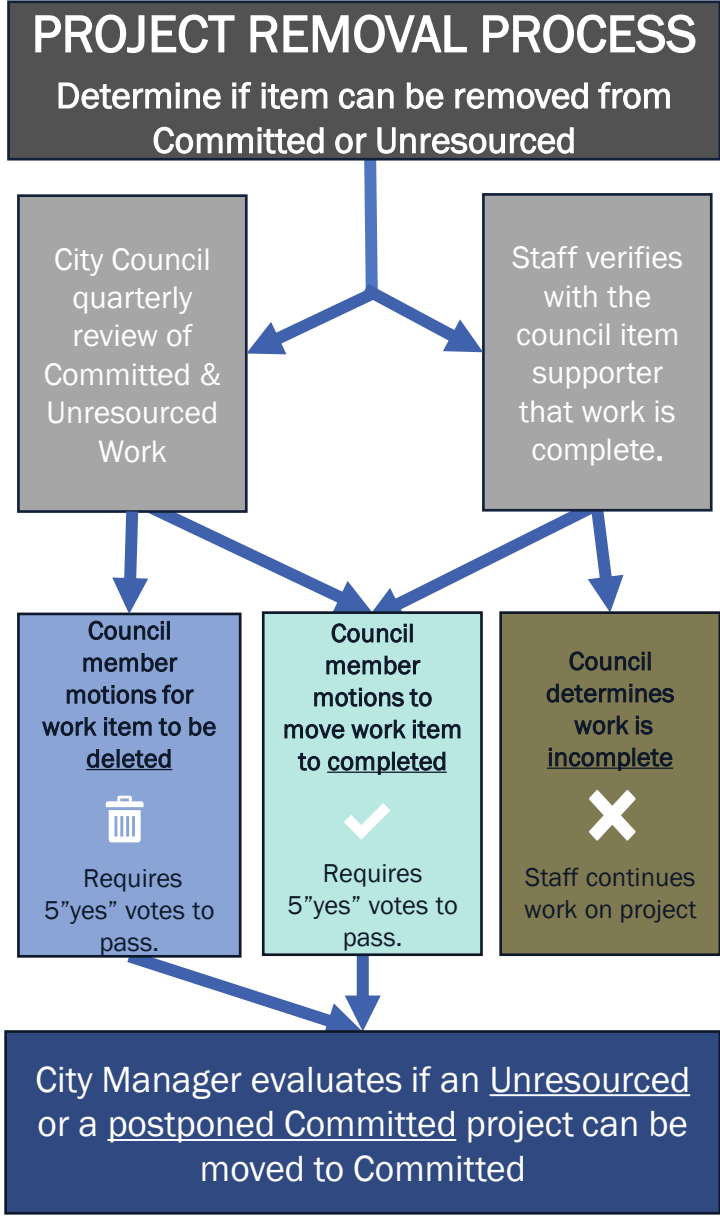 PROJECT REMOVAL PROCESS
Determine if item can be removed from
Committed or Unresourced
City Council
quarterly
review of
Committed &
Unresourced
Work
Staff verifies
with the
council item
supporter
that work is
complete.
Council
member
motions for
work item to be
deleted
Requires
5”yes” votes to
pass.
Council
member
motions to
move work item
to completed
Requires
5”yes” votes to
pass.
Council
determines
work is
incomplete
Staff continues
work on project
City Manager evaluates if an Unresourced
or a postponed Committed project can be
moved to Committed